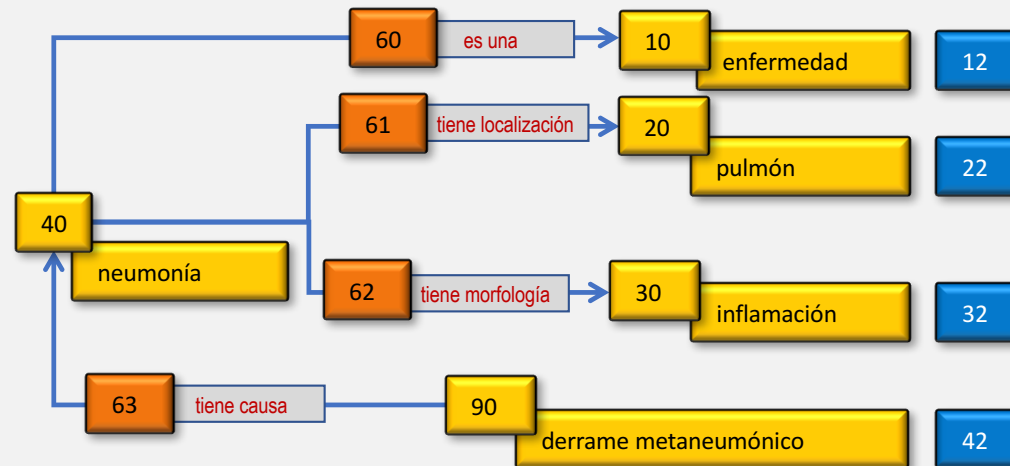 60 es una 10
enfermedad 12
61 tiene localización 20
pulmón 22
40
neumonía
62 tiene morfología 30
inflamación 32
63 tiene causa 90
derrame metaneumónico 42